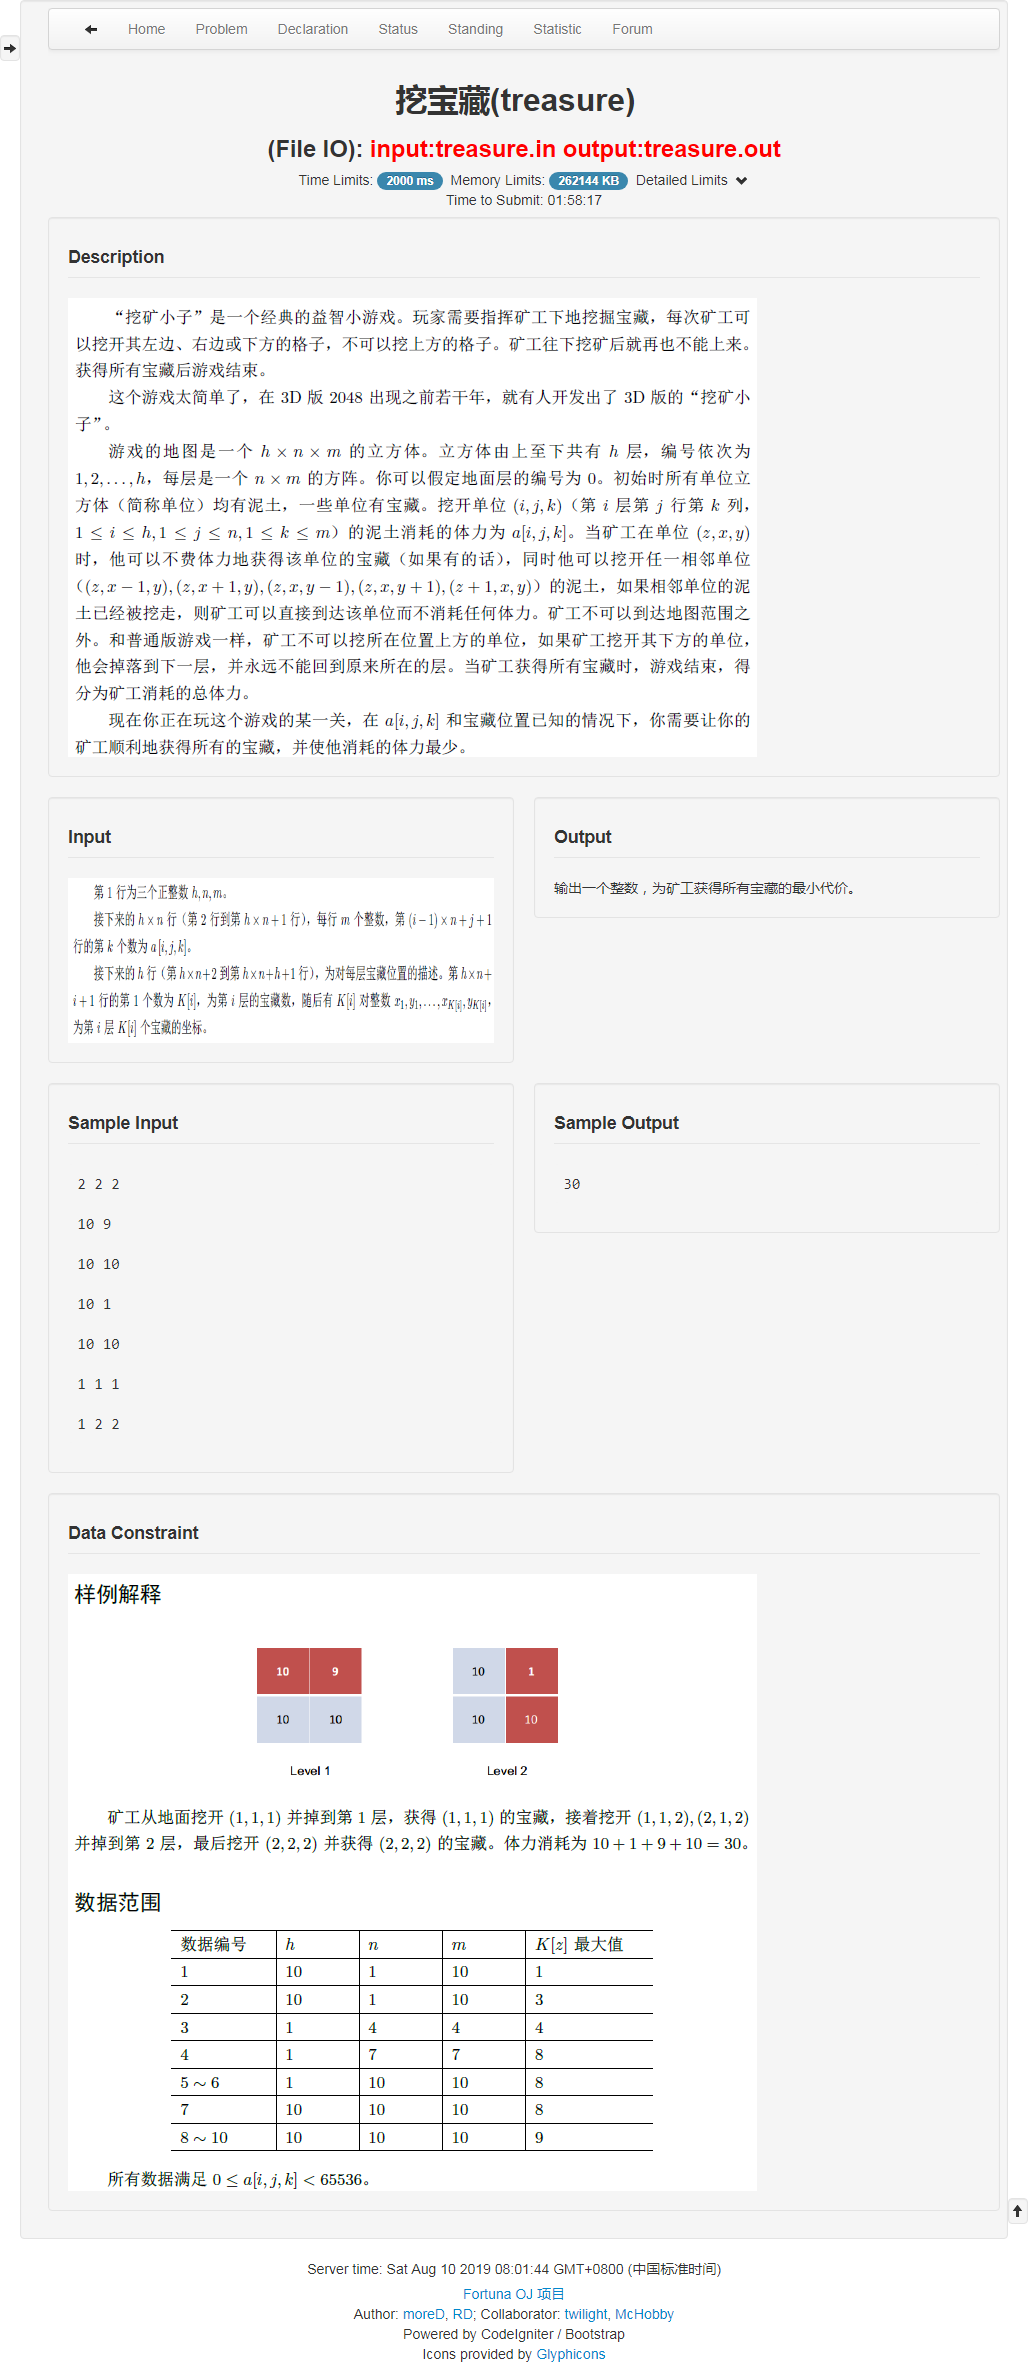 Home Problem Declaration Status Standing Statistic Forum
挖宝藏(treasure)
(File IO): input:treasure.in output:treasure.out
Time Limits: 2000 ms Memory Limits: 262144 KB Detailed Limits
Time to Submit: 01:58:17
Description
“挖矿小子”是一个经典的益智小游戏。玩家需要指挥矿工下地挖掘宝藏，每次矿工可
以挖开其左边、右边或下方的格子，不可以挖上方的格子。矿工往下挖矿后就再也不能上来。
获得所有宝藏后游戏结束。
这个游戏太简单了，在 3D 版 2048 出现之前若干年，就有人开发出了 3D 版的“挖矿小
子”。
游戏的地图是一个 h × n × m 的立方体。立方体由上至下共有 h 层，编号依次为
1, 2, . . . , h，每层是一个 n × m 的方阵。你可以假定地面层的编号为 0。初始时所有单位立
方体（简称单位）均有泥土，一些单位有宝藏。挖开单位 (i, j, k)（第 i 层第 j 行第 k 列，
1 ≤ i ≤ h, 1 ≤ j ≤ n, 1 ≤ k ≤ m）的泥土消耗的体力为 a[i, j, k]。当矿工在单位 (z, x, y)
时，他可以不费体力地获得该单位的宝藏（如果有的话），同时他可以挖开任一相邻单位
（(z, x − 1, y), (z, x + 1, y), (z, x, y − 1), (z, x, y + 1), (z + 1, x, y)）的泥土，如果相邻单位的泥
土已经被挖走，则矿工可以直接到达该单位而不消耗任何体力。矿工不可以到达地图范围之
外。和普通版游戏一样，矿工不可以挖所在位置上方的单位，如果矿工挖开其下方的单位，
他会掉落到下一层，并永远不能回到原来所在的层。当矿工获得所有宝藏时，游戏结束，得
分为矿工消耗的总体力。
现在你正在玩这个游戏的某一关，在 a[i, j, k] 和宝藏位置已知的情况下，你需要让你的
矿工顺利地获得所有的宝藏，并使他消耗的体力最少。
Input
第 1 行为三个正整数 h, n, m。
接下来的 h × n 行（第 2 行到第 h × n + 1 行），每行 m 个整数，第 (i − 1) × n + j + 1
行的第 k 个数为 a[i, j, k]。
接下来的 h 行（第 h×n+2 到第 h×n+h+1 行），为对每层宝藏位置的描述。第 h×n+
i+1 行的第 1 个数为 K[i]，为第 i 层的宝藏数，随后有 K[i] 对整数 x1, y1, . . . , xK[i], yK[i]，
为第 i 层 K[i] 个宝藏的坐标。
Output
输出一个整数，为矿工获得所有宝藏的最小代价。
Sample Input
2 2 2
10 9
10 10
10 1
10 10
1 1 1
1 2 2
Sample Output
30
Data Constraint
样例解释
10 9 10 1
10 10 10 10
Level 1 Level 2
矿工从地面挖开 (1, 1, 1) 并掉到第 1 层，获得 (1, 1, 1) 的宝藏，接着挖开 (1, 1, 2), (2, 1, 2)
并掉到第 2 层，最后挖开 (2, 2, 2) 并获得 (2, 2, 2) 的宝藏。体力消耗为 10 + 1 + 9 + 10 = 30。
数据范围
数据编号 h n m K[z] 最大值
1 10 1 10 1
2 10 1 10 3
3 1 4 4 4
4 1 7 7 8
5 ∼ 6 1 10 10 8
7 10 10 10 8
8 ∼ 10 10 10 10 9
所有数据满足 0 ≤ a[i, j, k] < 65536。
Server time: Sat Aug 10 2019 08:01:44 GMT+0800 (中国标准时间)
Fortuna OJ 项目
Author: moreD, RD; Collaborator: twilight, McHobby
Powered by CodeIgniter / Bootstrap
Icons provided by Glyphicons